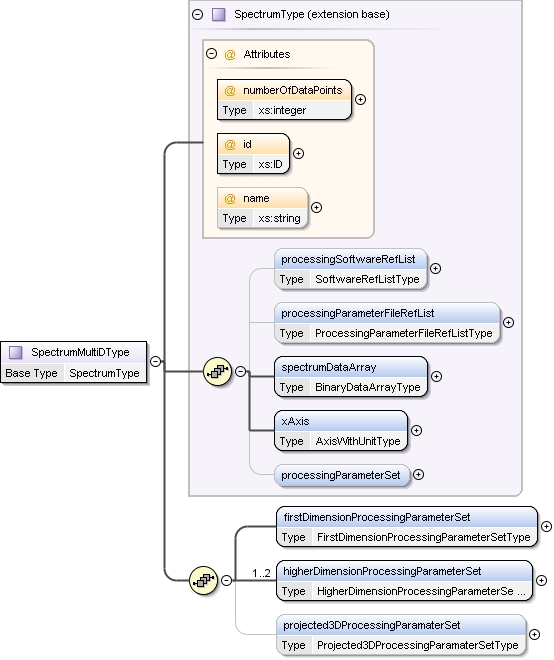 SpectrumType (extension base)
@ Attributes
@ numberOfDataPoints
Type xs:integer
@ id
Type xs:ID
@ name
Type xs:string
processingSoftwareRefList
Type SoftwareRefListType
processingParameterFileRefList
Type ProcessingParameterFileRefListType
SpectrumMultiDType
Base Type SpectrumType
spectrumDataArray
Type BinaryDataArrayType
xAxis
Type AxisWithUnitType
processingParameterSet
firstDimensionProcessingParameterSet
Type FirstDimensionProcessingParameterSetType
1..2
higherDimensionProcessingParameterSet
Type HigherDimensionProcessingParameterSe ...
projected3DProcessingParamaterSet
Type Projected3DProcessingParamaterSetType